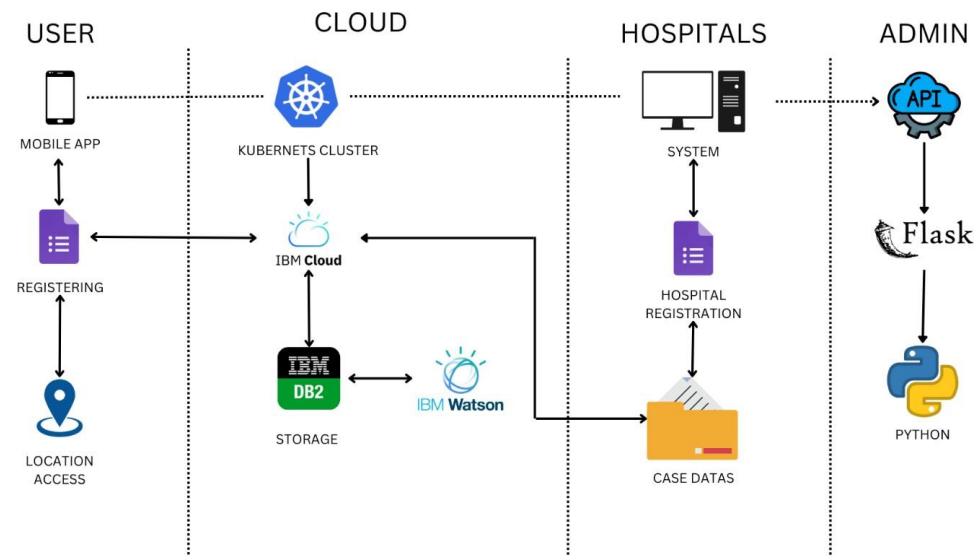 USER
CLOUD
HOSPITALS
ADMIN
MOBILE APP
KUBERNETS CLUSTER
SYSTEM
API
REGISTERING
IBM Cloud
HOSPITAL
REGISTRATION
Flask
LOCATION
ACCESS
IBM
DB2
STORAGE
IBM Watson
CASE DATAS
PYTHON